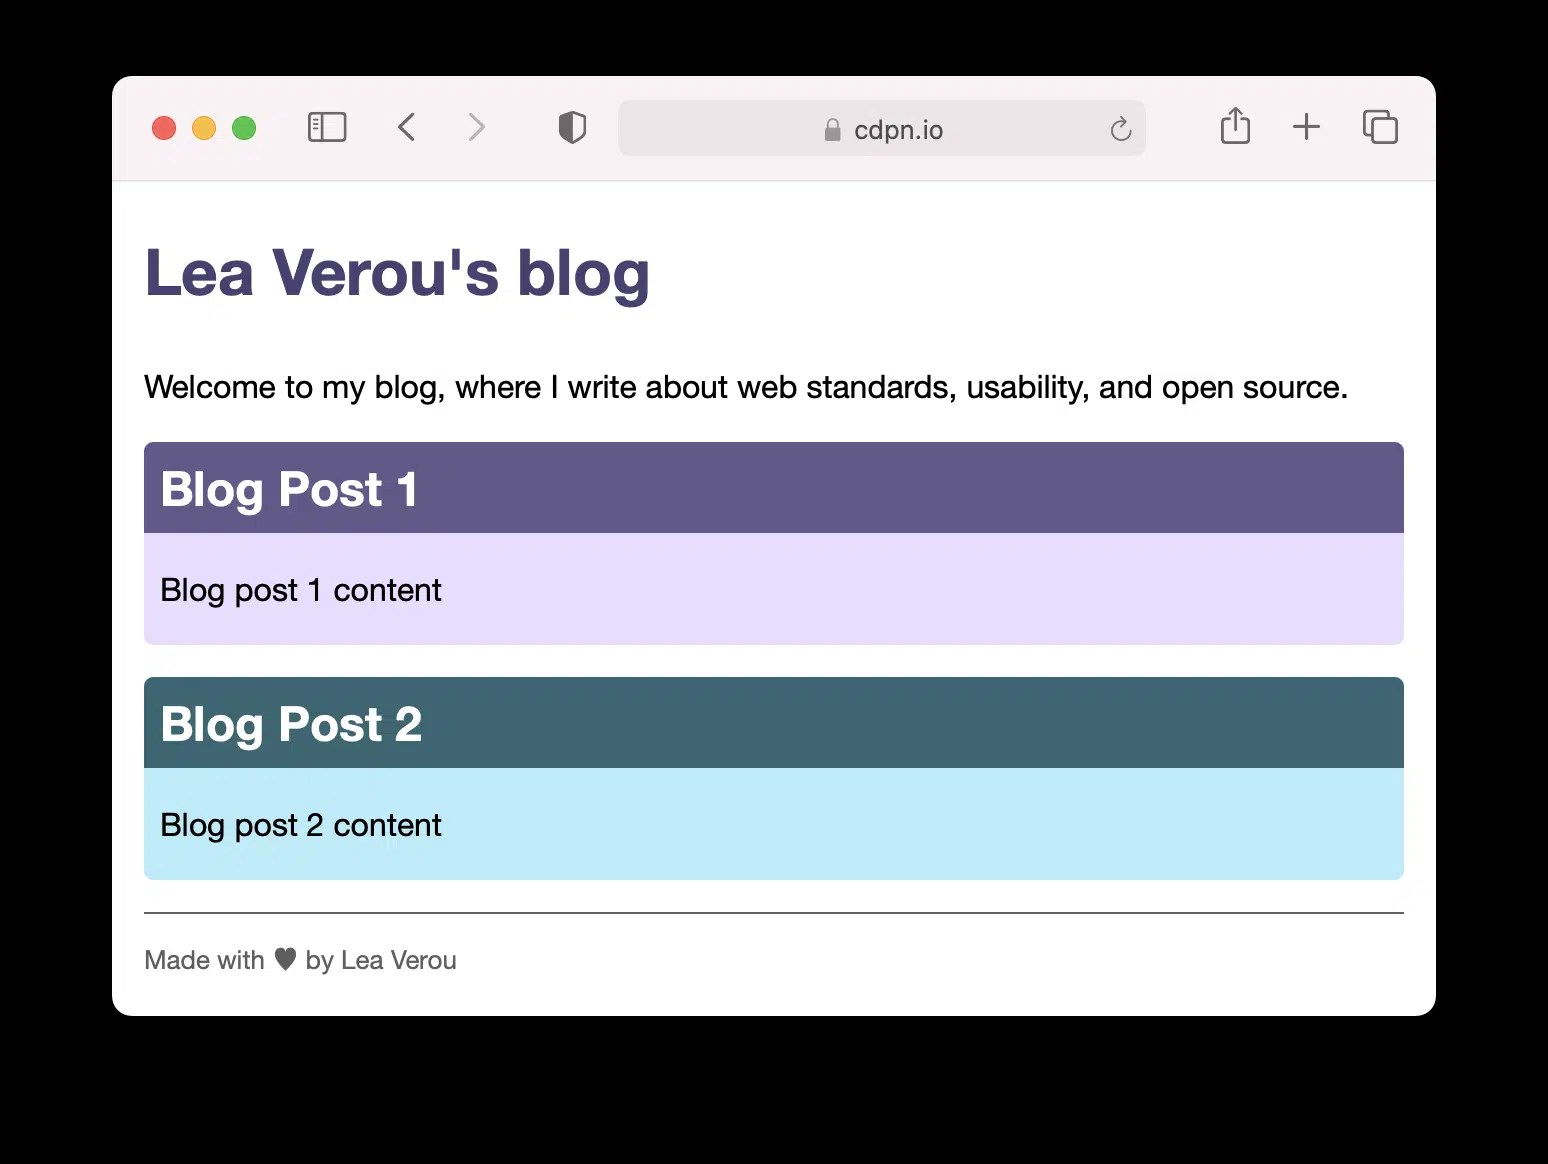 cdpn.io
Lea Verou's blog
Welcome to my blog, where I write about web standards, usability, and open source.
Blog Post 1
Blog post 1 content
Blog Post 2
Blog post 2 content
Made with ♥ by Lea Verou